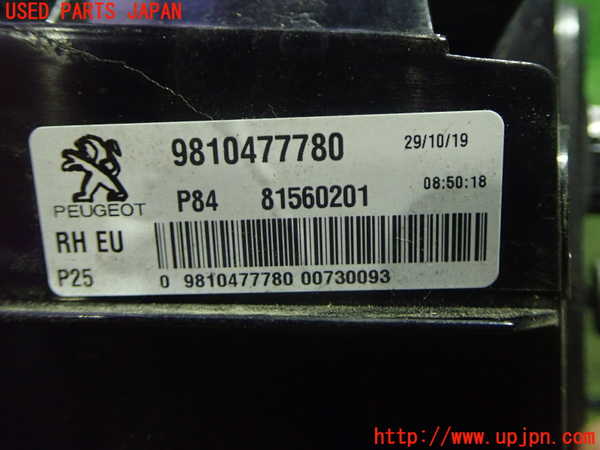 USED PARTS JAPAN
9810477780
29/10/19
PEUGEOT
P84 81560201
08:50:18
RH EU
P25
0 9810477780 00730093
http://www.upjpn.com/